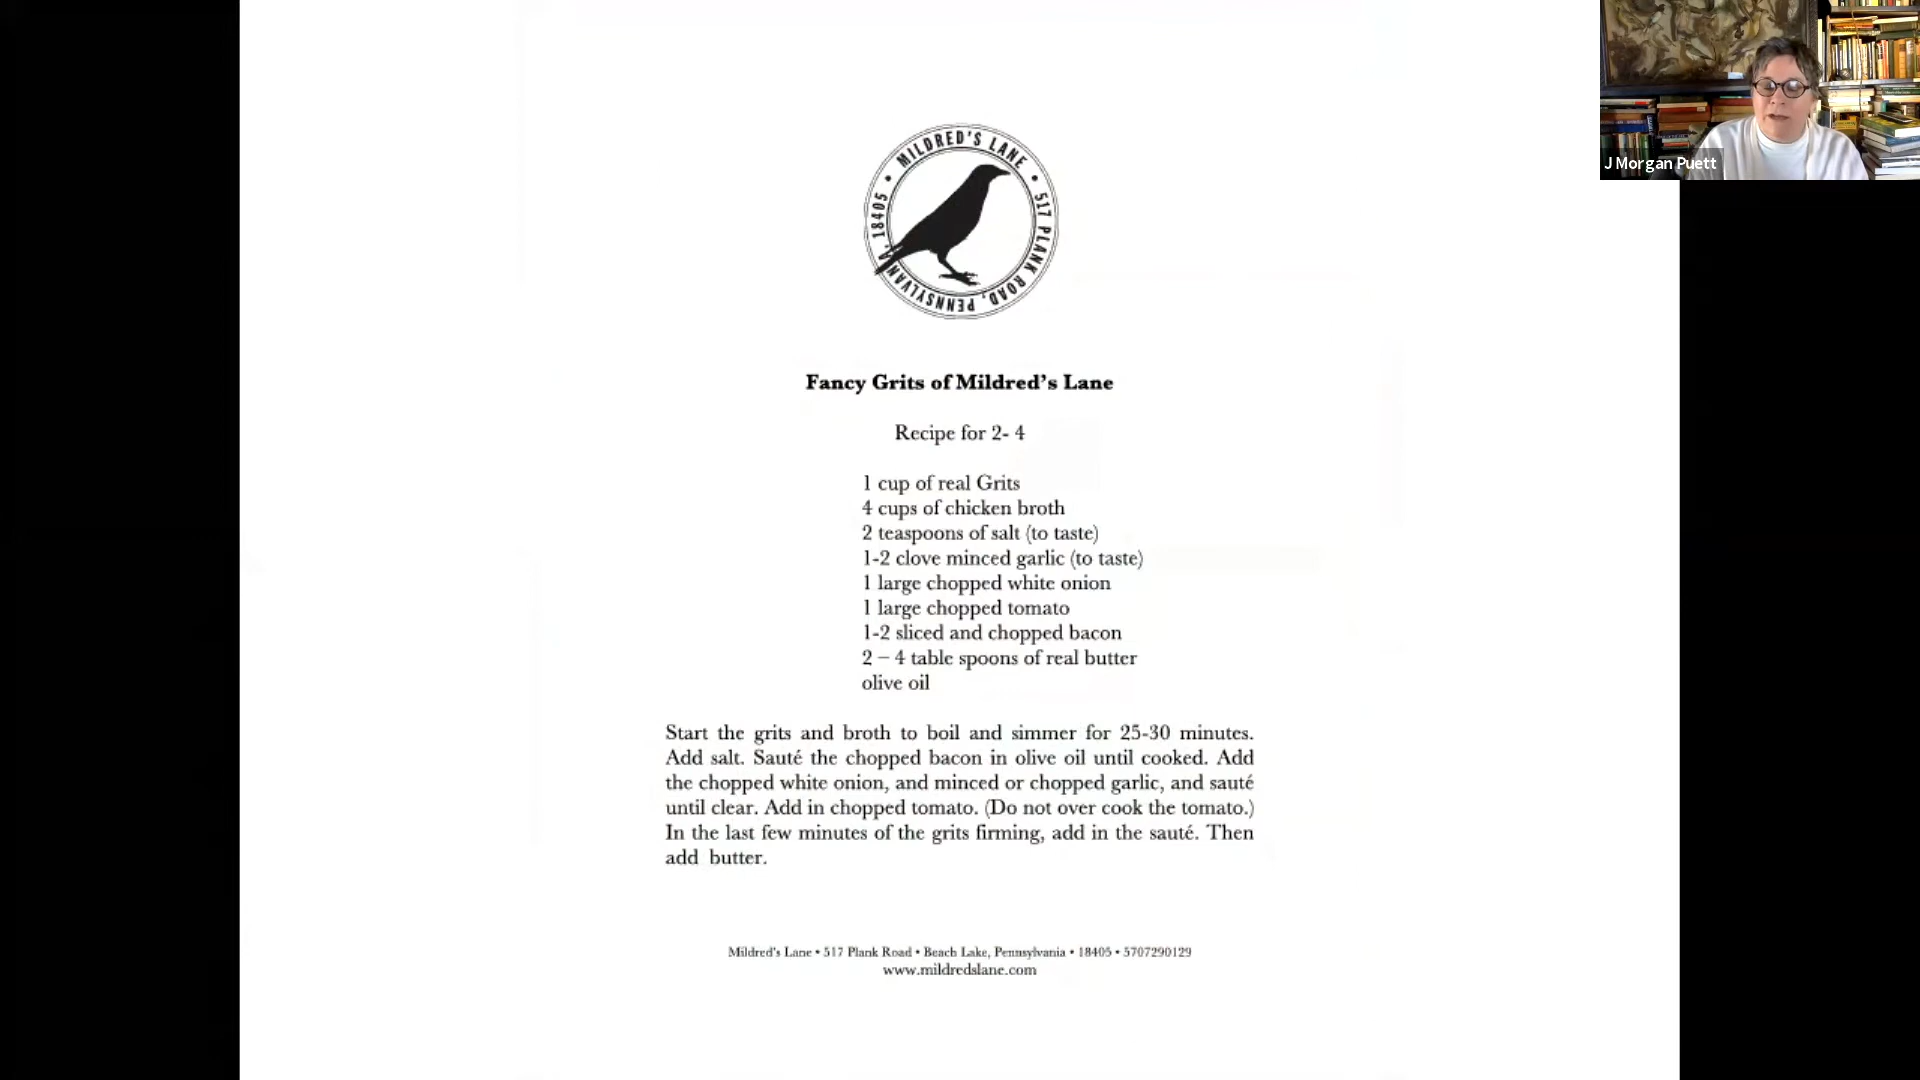 MILDRED'S LANE • 517 PLANK ROAD, PENNSYLVANIA, 18405 •
J Morgan Puett
Fancy Grits of Mildred's Lane
Recipe for 2- 4
1 cup of real Grits
4 cups of chicken broth
2 teaspoons of salt (to taste)
1-2 clove minced garlic (to taste)
1 large chopped white onion
1 large chopped tomato
1-2 sliced and chopped bacon
2 – 4 table spoons of real butter
olive oil
Start the grits and broth to boil and simmer for 25-30 minutes.
Add salt. Sauté the chopped bacon in olive oil until cooked. Add
the chopped white onion, and minced or chopped garlic, and sauté
until clear. Add in chopped tomato. (Do not over cook the tomato.)
In the last few minutes of the grits firming, add in the sauté. Then
add butter.
Mildred's Lane • 517 Plank Road • Beach Lake, Pennsylvania • 18405 • 5707290129
www.mildredslane.com